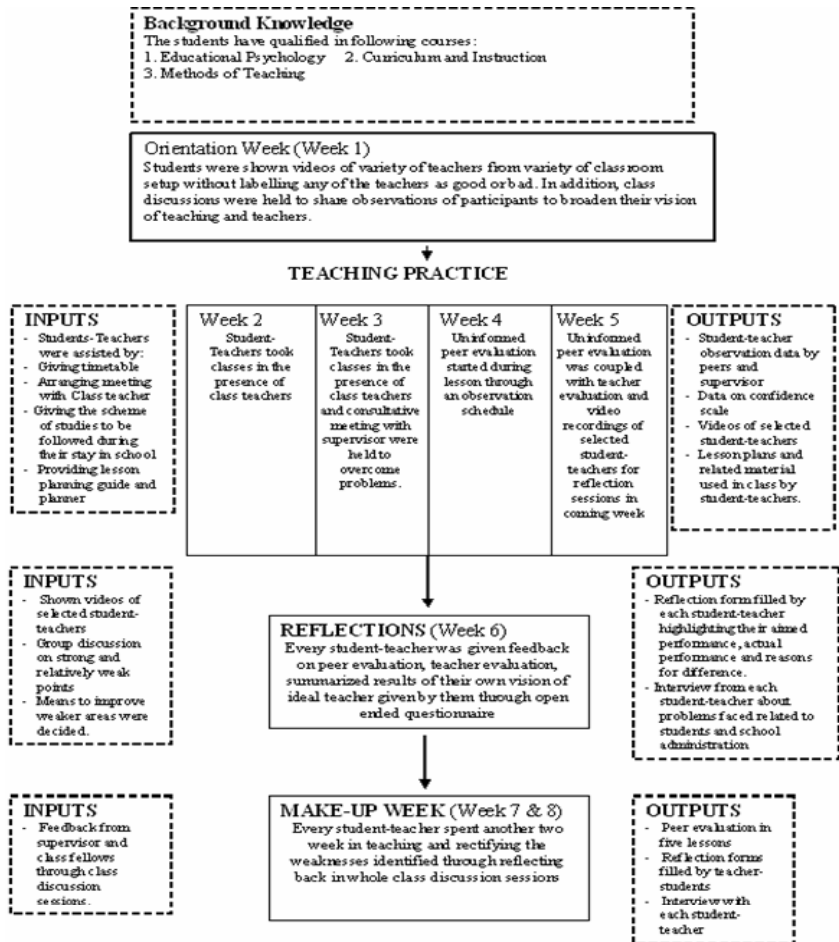 Background Knowledge
The students have qualified in following courses:
1. Educational Psychology 2. Curriculum and Instruction
3. Methods of Teaching
Orientation Week (Week 1)
Students were shown videos of variety of teachers from variety of classroom
setup without labelling any of the teachers as good or bad. In addition, class
discussions were held to share observations of participants to broaden their vision
of teaching and teachers.
TEACHING PRACTICE
INPUTS
- Students-Teachers
were assisted by:
- Giving timetable
- Arranging meeting
with Class teacher
- Giving the scheme
of studies to be
followed during
their stay in school
- Providing lesson
planning guide and
planner
Week 2
Student-
Teachers took
classes in the
presence of
class teachers
Week 3
Student-
Teachers took
classes in the
presence of
class teachers
and consultative
meeting with
supervisor were
held to
overcome
problems.
Week 4
Uninformed
peer evaluation
started during
lesson through
an observation
schedule
Week 5
Uninformed
peer evaluation
was coupled
with teacher
evaluation and
video
recordings of
selected
student-
teachers for
reflection
sessions in
coming week
OUTPUTS
- Student-teacher
observation data by
peers and
supervisor
- Data on confidence
scale
- Videos of selected
student-teachers
- Lesson plans and
related material
used in class by
student-teachers.
INPUTS
- Shown videos of
selected student-
teachers
- Group discussion
on strong and
relatively weak
points
- Means to improve
weaker areas were
decided.
REFLECTIONS (Week 6)
Every student-teacher was given feedback
on peer evaluation, teacher evaluation,
summarized results of their own vision of
ideal teacher given by them through open
ended questionnaire
OUTPUTS
- Reflection form filled by
each student-teacher
highlighting their aimed
performance, actual
performance and reasons
for difference.
- Interview from each
student-teacher about
problems faced related to
students and school
administration
INPUTS
- Feedback from
supervisor and
class fellows
through class
discussion
sessions.
MAKE-UP WEEK (Week 7 & 8)
Every student-teacher spent another two
week in teaching and rectifying the
weaknesses identified through reflecting
back in whole class discussion sessions
OUTPUTS
- Peer evaluation in
five lessons
- Reflection forms
filled by teacher-
students
- Interview with
each student-
teacher